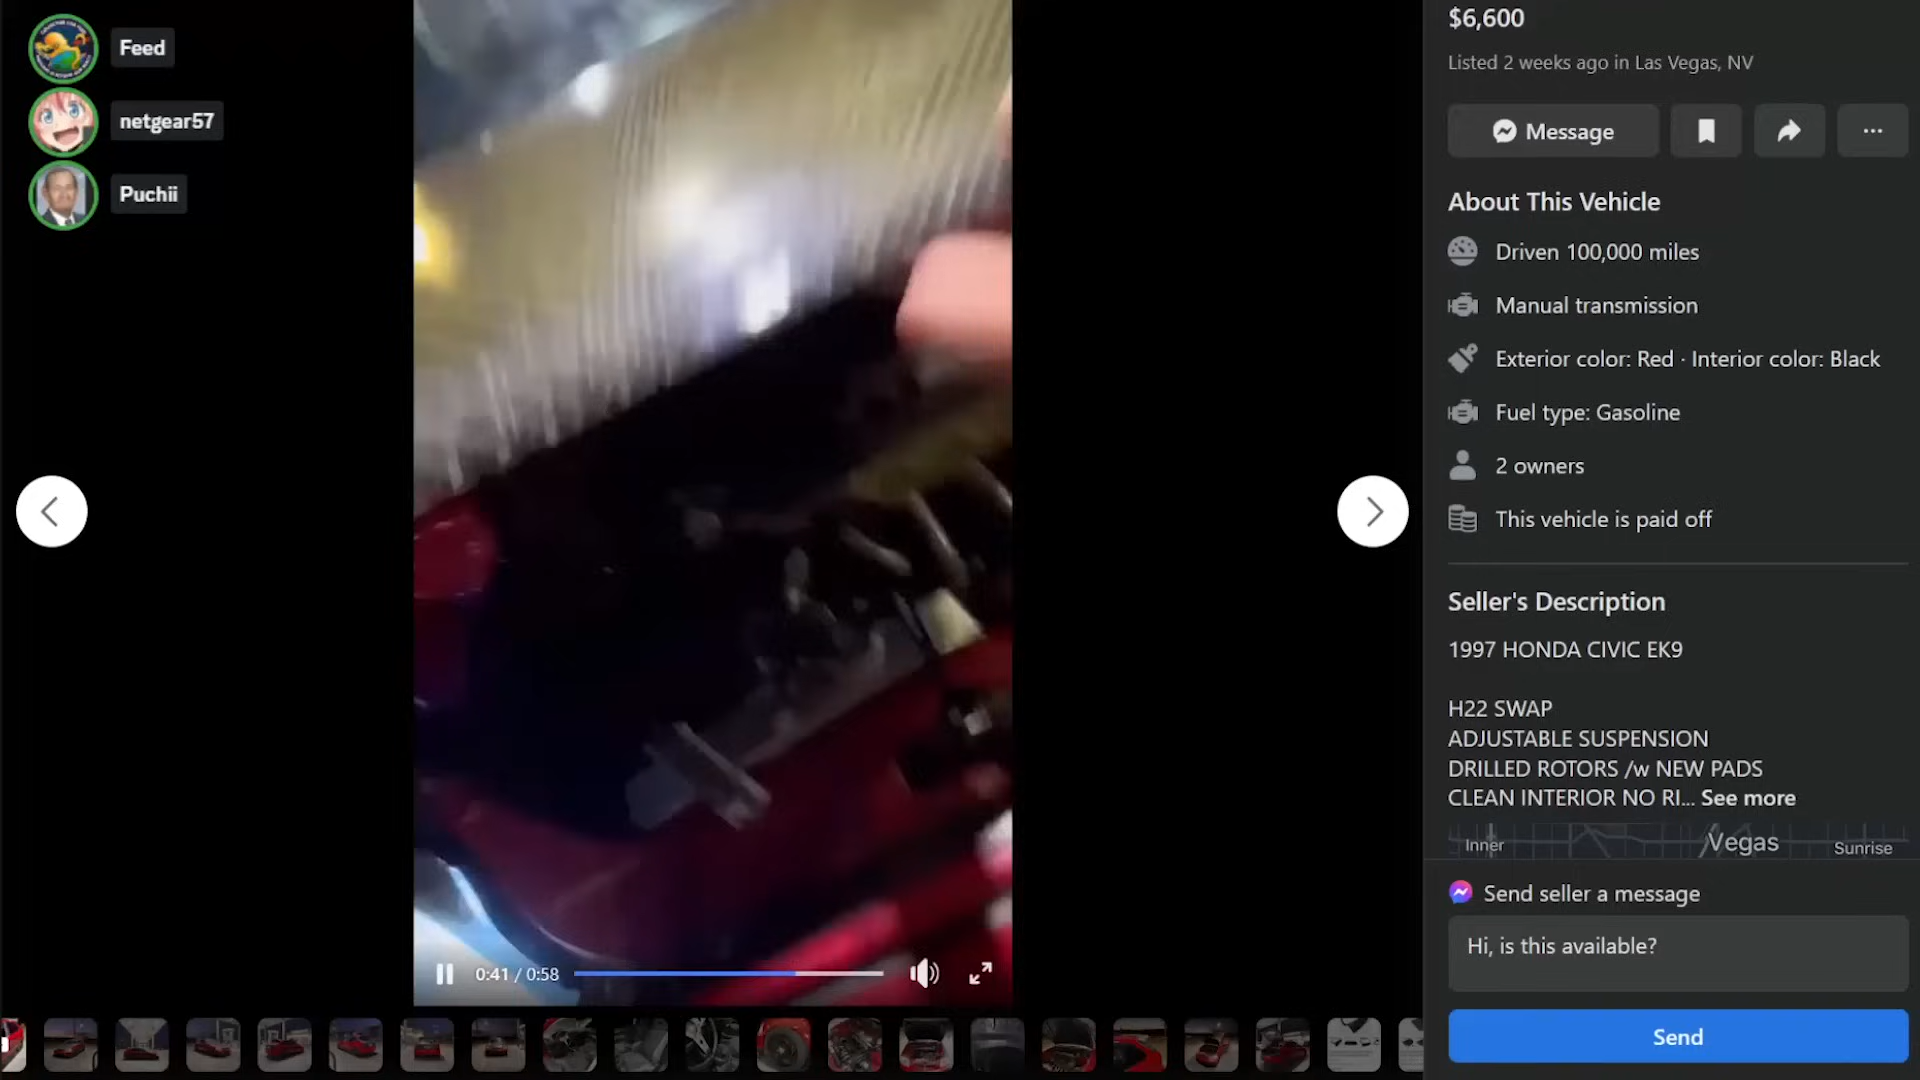 Feed
netgear57
Puchii
$6,600
Listed 2 weeks ago in Las Vegas, NV
Message
About This Vehicle
Driven 100,000 miles
Manual transmission
Exterior color: Red · Interior color: Black
Fuel type: Gasoline
2 owners
This vehicle is paid off
Seller's Description
1997 HONDA CIVIC EK9
H22 SWAP
ADJUSTABLE SUSPENSION
DRILLED ROTORS /w NEW PADS
CLEAN INTERIOR NO RI... See more
Inner
Vegas
Sunrise
Send seller a message
Hi, is this available?
Send
0:41 / 0:58